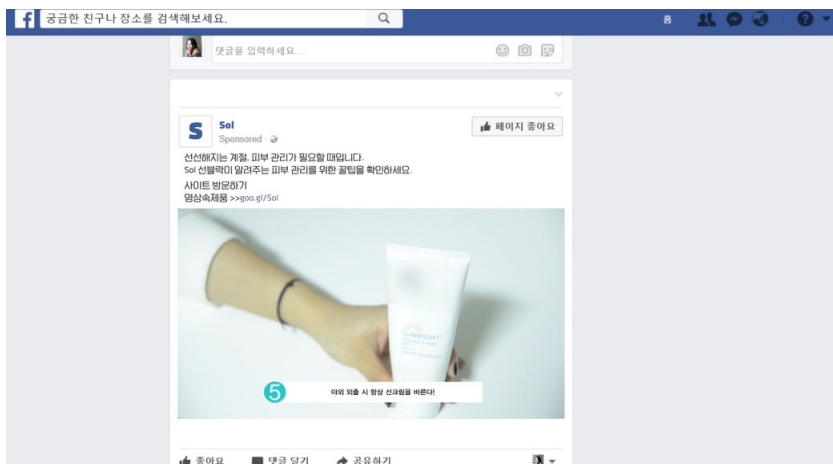 궁금한 친구나 장소를 검색해보세요.
홈
댓글을 입력하세요...
S
Sol
Sponsored
페이지 좋아요
선선해지는 계절, 피부 관리가 필요할 때입니다.
Sol 선블락이 알려주는 피부 관리를 위한 꿀팁을 확인하세요.
사이트 방문하기
영상속제품 >>goo.gl/Sol
SUNRIGHT
5
야외 외출 시 항상 선크림을 바른다!
좋아요
댓글 달기
공유하기